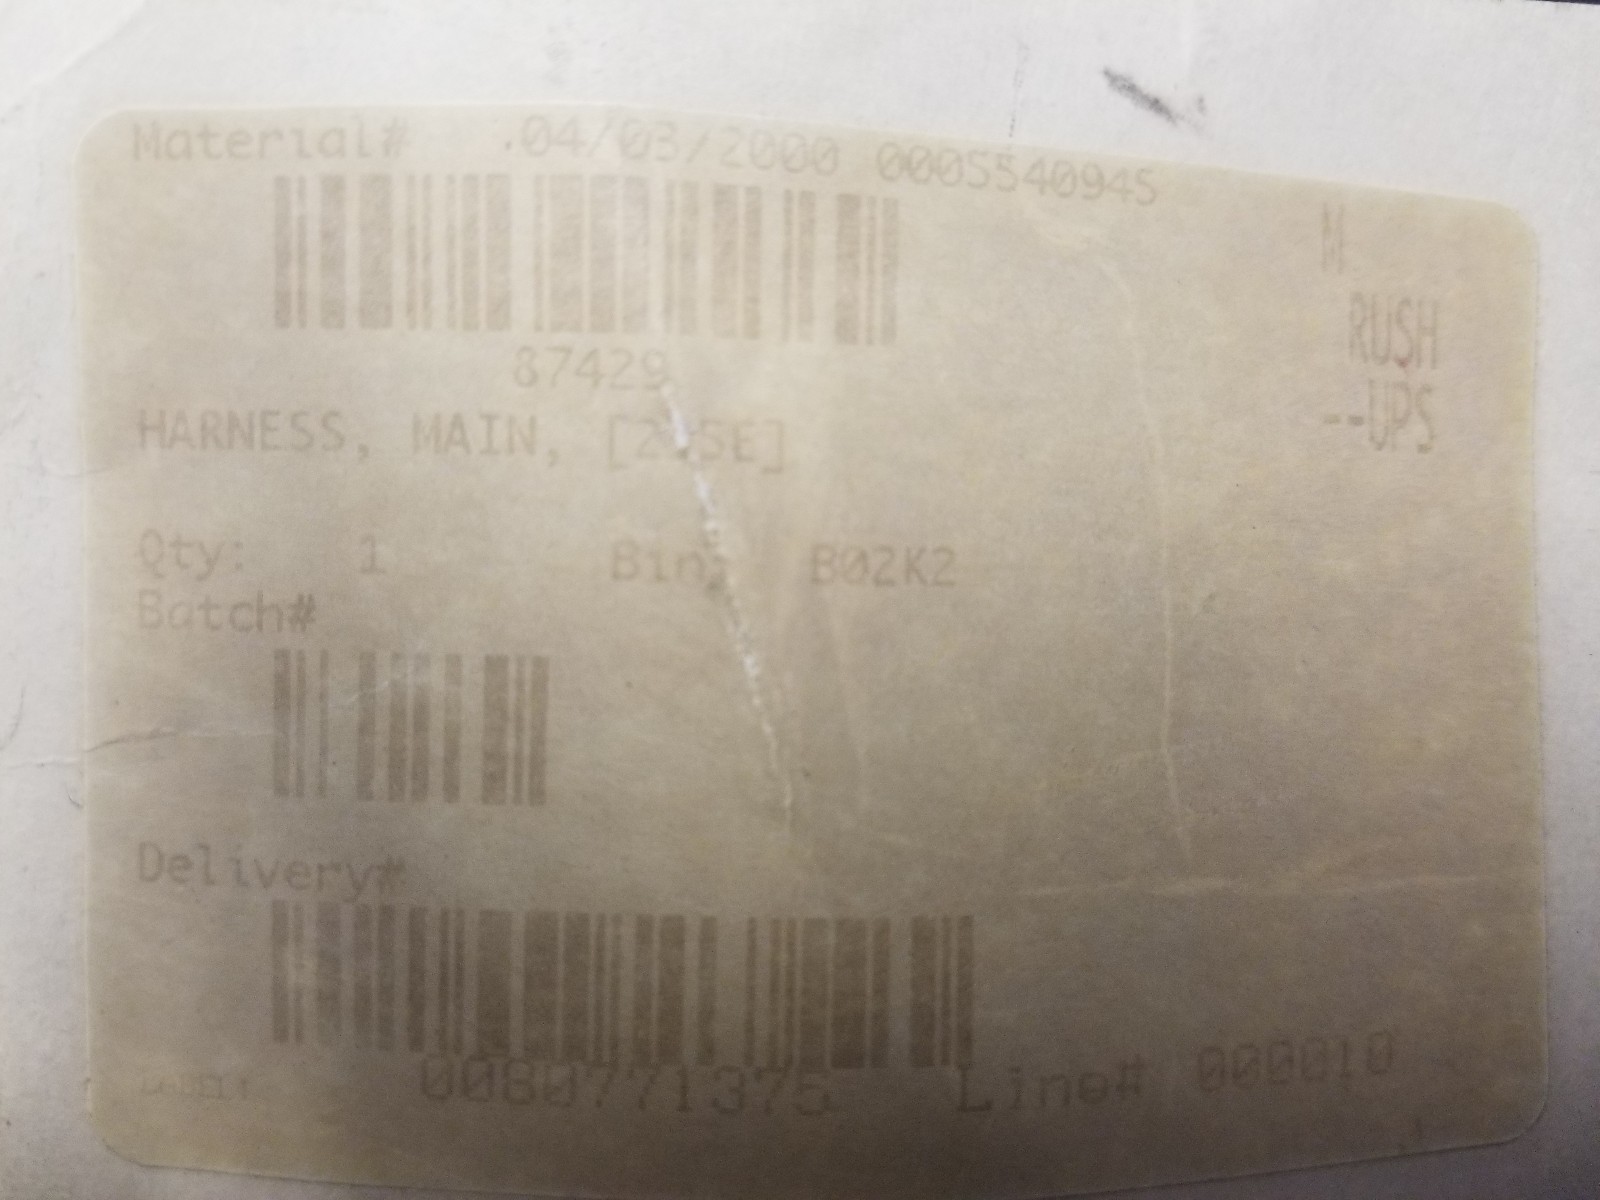 Material# .04/03/2000 0005540945
M
RUSH
87429
--UPS
HARNESS, MAIN,
Qty: 1 Bin: B02K2
Batch#
Delivery#
0080771375 Line# 000010